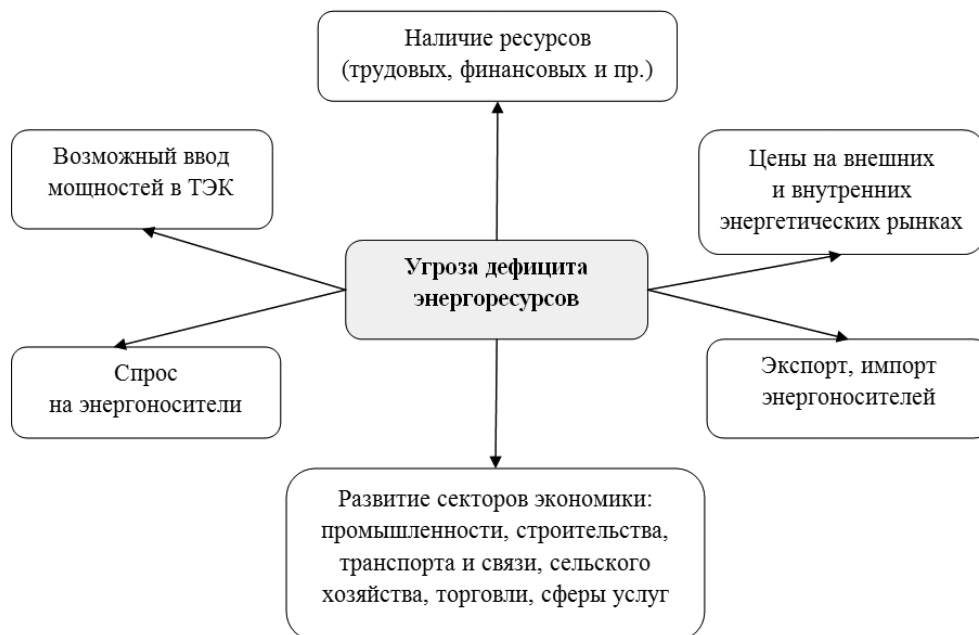 Наличие ресурсов
(трудовых, финансовых и пр.)
Возможный ввод
мощностей в ТЭК
Цены на внешних
и внутренних
энергетических рынках
Угроза дефицита
энергоресурсов
Спрос
на энергоносители
Экспорт, импорт
энергоносителей
Развитие секторов экономики:
промышленности, строительства,
транспорта и связи, сельского
хозяйства, торговли, сферы услуг